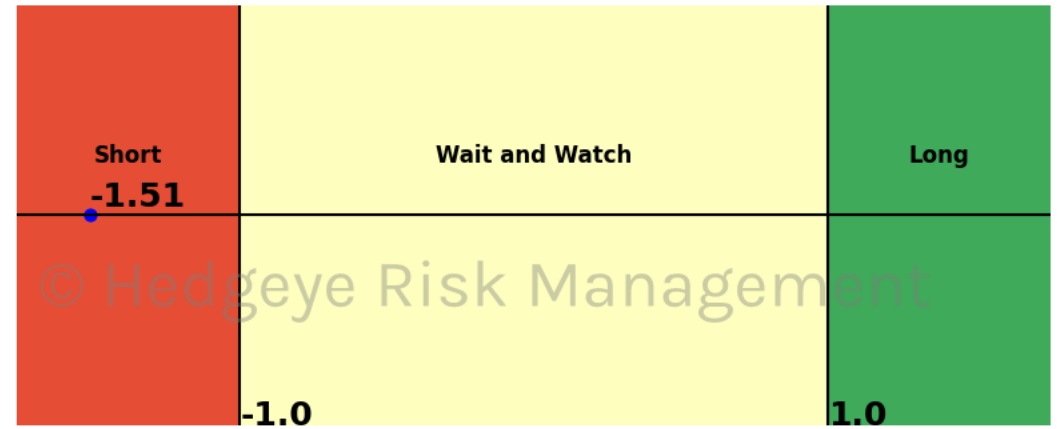 Short
Wait and Watch
Long
-1.51
© Hedgeye Risk Management
-1.0
1.0